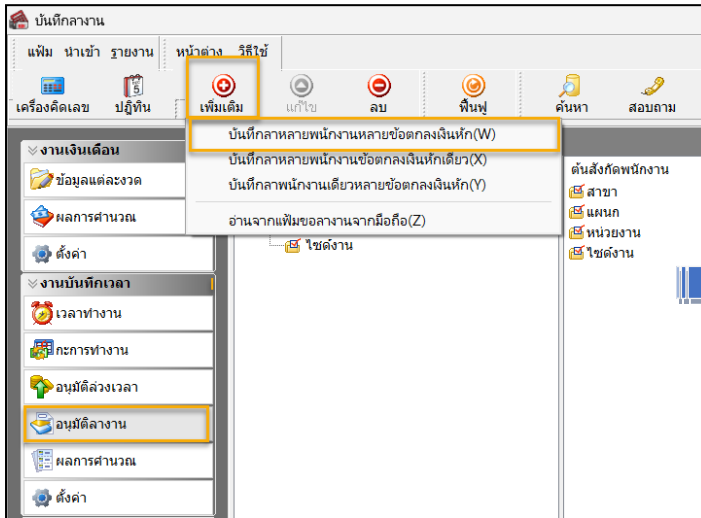 บันทึกลางาน
แฟ้ม นำเข้า รายงาน หน้าต่าง วิธีใช้
เครื่องคิดเลข ปฏิทิน เพิ่มเติม แก้ไข ลบ ฟื้นฟู ค้นหา สอบถาม
บันทึกลาหลายพนักงานหลายข้อตกลงเงินหัก(W)
บันทึกลาหลายพนักงานข้อตกลงเงินหักเดียว(X)
บันทึกลาพนักงานเดียวหลายข้อตกลงเงินหัก(Y)
อ่านจากแฟ้มขอลางานจากมือถือ(Z)
งานเงินเดือน
ข้อมูลแต่ละงวด
ผลการคำนวณ
ตั้งค่า
งานบันทึกเวลา
เวลาทำงาน
กะการทำงาน
อนุมัติล่วงเวลา
อนุมัติลางาน
ผลการคำนวณ
ตั้งค่า
ไซต์งาน
ต้นสังกัดพนักงาน
สาขา
แผนก
หน่วยงาน
ไซต์งาน